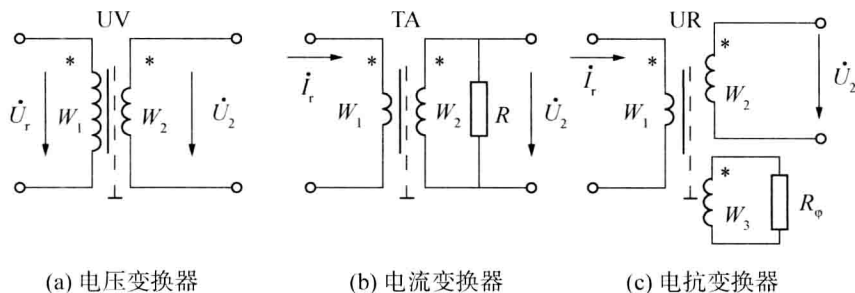 UV
TA
UR
* *
* *
* *
U̇r W1 W2 U̇2
İr W1 W2 R U̇2
İr W1 W2 U̇2
* W3 Rφ
(a) 电压变换器
(b) 电流变换器
(c) 电抗变换器